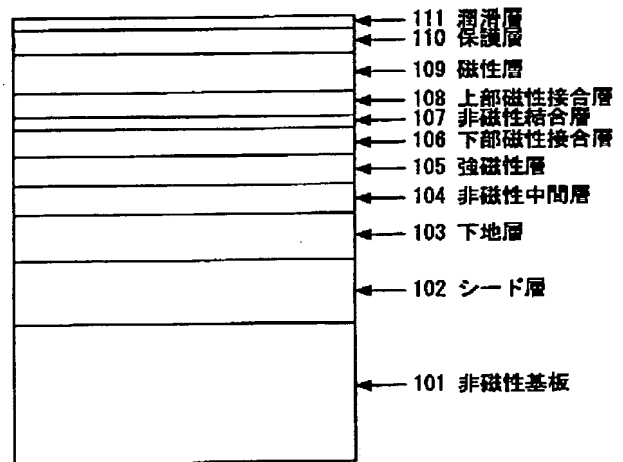 111 潤滑層
110 保護層
109 磁性層
108 上部磁性接合層
107 非磁性結合層
106 下部磁性接合層
105 強磁性層
104 非磁性中間層
103 下地層
102 シード層
101 非磁性基板